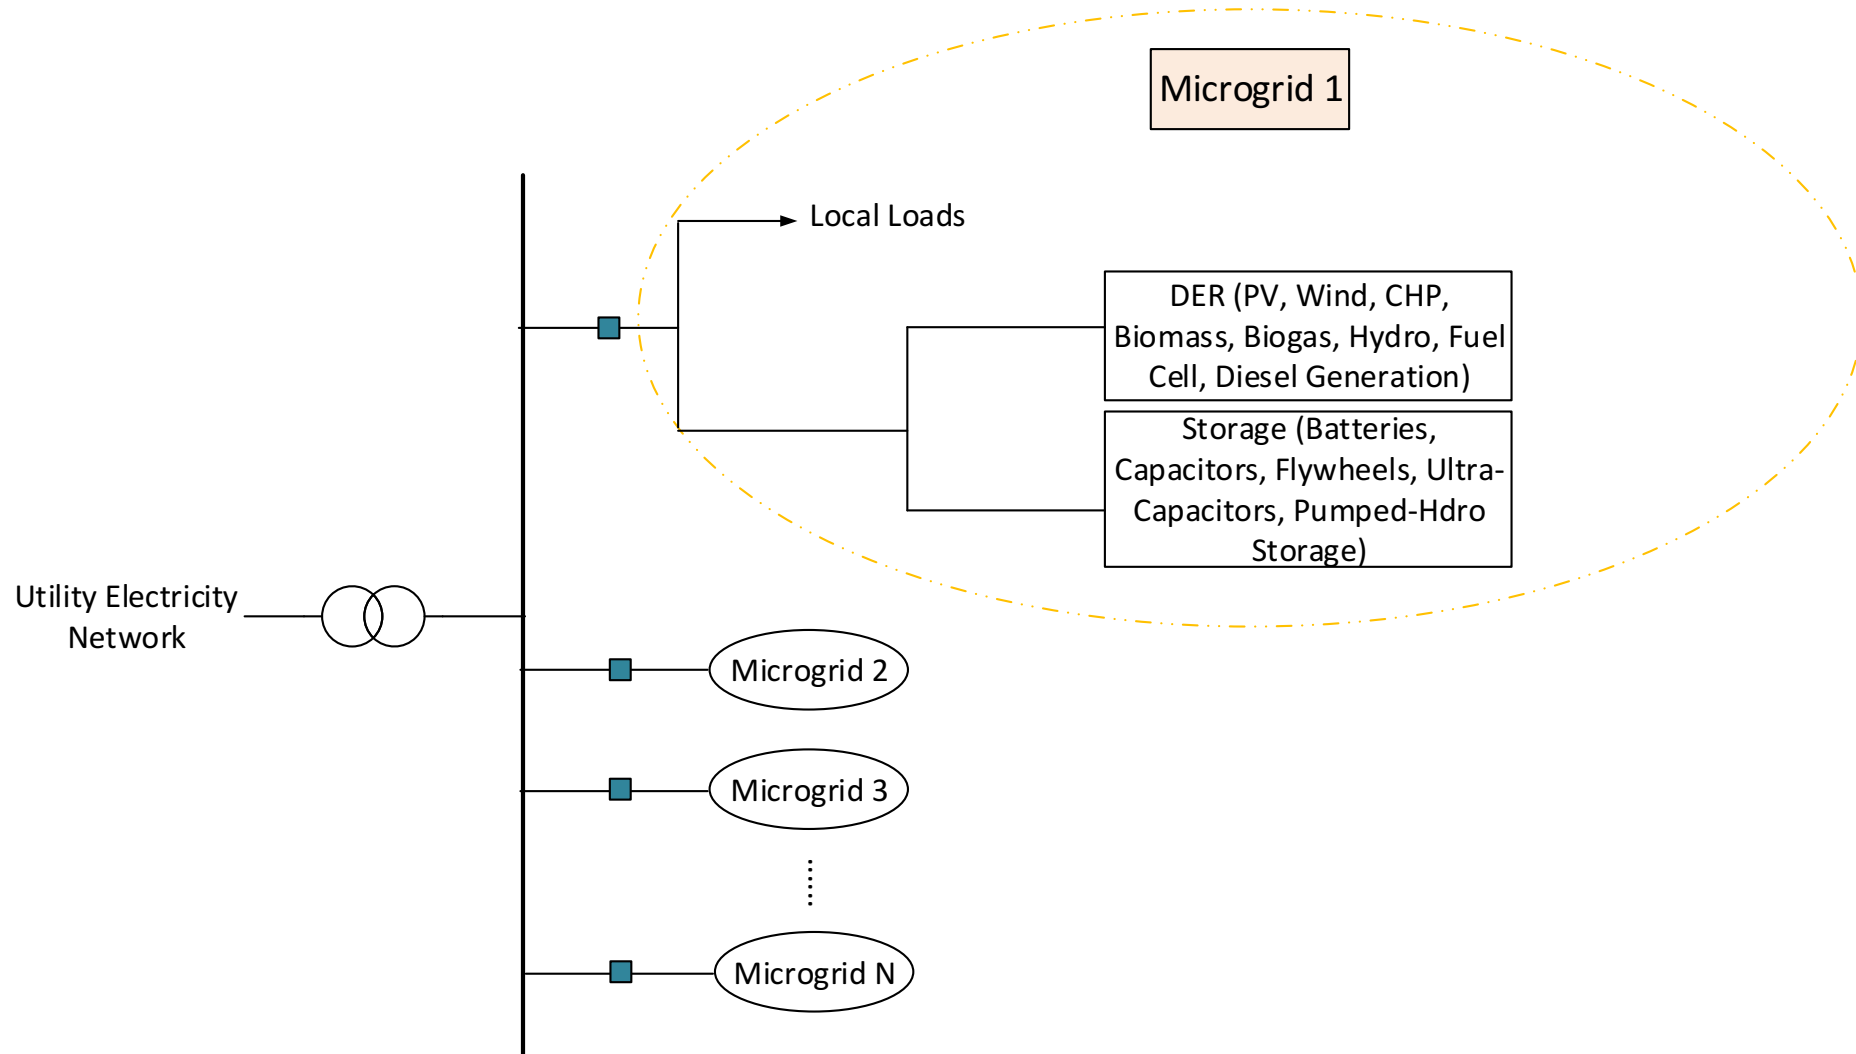 Microgrid 1
Local Loads
DER (PV, Wind, CHP,
Biomass, Biogas, Hydro, Fuel
Cell, Diesel Generation)
Storage (Batteries,
Capacitors, Flywheels, Ultra-
Capacitors, Pumped-Hdro
Storage)
Utility Electricity
Network
Microgrid 2
Microgrid 3
Microgrid N